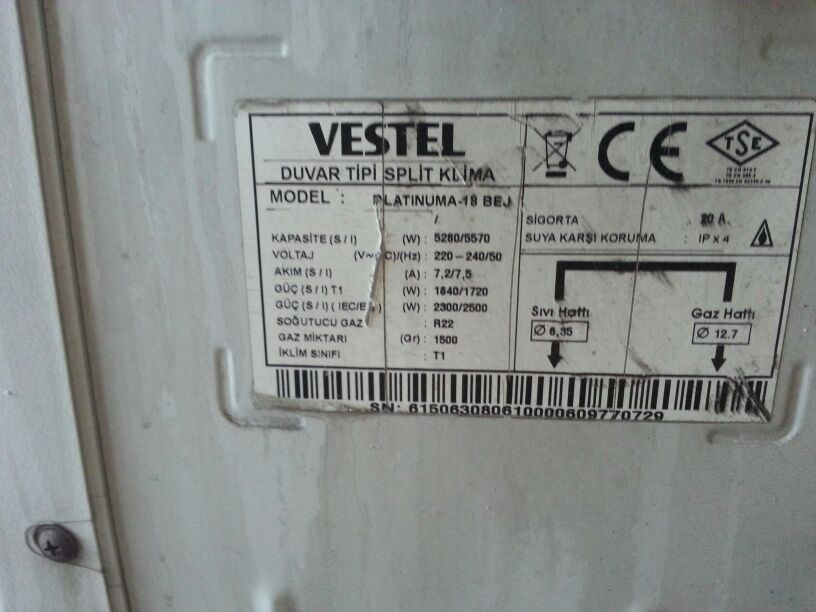 VESTEL
DUVAR TİPİ SPLİT KLİMA
MODEL : PLATINUMA-18 BEJ
/
KAPASİTE (S / I) (W) : 5280/5570
VOLTAJ (V~ C)/(Hz) : 220-240/50
AKIM (S / I) (A) : 7,2/7,5
GÜÇ (S / I) T1 (W) : 1840/1720
GÜÇ (S / I) ( IEC/E (W) : 2300/2500
SOĞUTUCU GAZ : R22
GAZ MİKTARI (Gr) : 1500
İKLİM SINIFI : T1
CE
TSE
SİGORTA : 20 A
SUYA KARŞI KORUMA : IP x 4
Sıvı Hattı Gaz Hattı
Ø 6,35 Ø 12.7
SN: 6150630806100000609770729